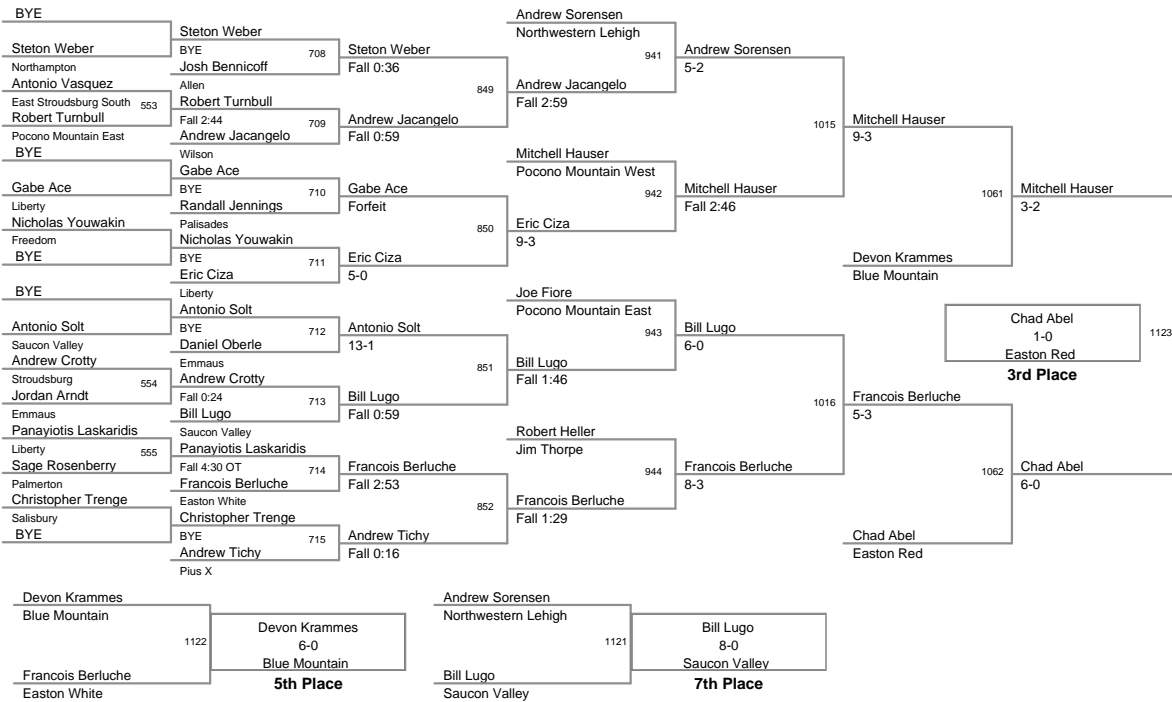 BYE
Steton Weber
Northampton
Antonio Vasquez
East Stroudsburg South 553
Robert Turnbull
Pocono Mountain East
BYE
Gabe Ace
Liberty
Nicholas Youwakin
Freedom
BYE
BYE
Antonio Solt
Saucon Valley
Andrew Crotty
Stroudsburg 554
Jordan Arndt
Emmaus
Panayiotis Laskaridis
Liberty 555
Sage Rosenberry
Palmerton
Christopher Trenge
Salisbury
BYE
Steton Weber
BYE 708
Josh Bennicoff
Allen
Robert Turnbull
Fall 2:44 709
Andrew Jacangelo
Wilson
Gabe Ace
BYE 710
Randall Jennings
Palisades
Nicholas Youwakin
BYE 711
Eric Ciza
Liberty
Antonio Solt
BYE 712
Daniel Oberle
Emmaus
Andrew Crotty
Fall 0:24 713
Bill Lugo
Saucon Valley
Panayiotis Laskaridis
Fall 4:30 OT 714
Francois Berluche
Easton White
Christopher Trenge
BYE 715
Andrew Tichy
Pius X
Steton Weber
Fall 0:36
849
Andrew Jacangelo
Fall 0:59
Gabe Ace
Forfeit
850
Eric Ciza
5-0
Antonio Solt
13-1
851
Bill Lugo
Fall 0:59
Francois Berluche
Fall 2:53
852
Andrew Tichy
Fall 0:16
Andrew Sorensen
Northwestern Lehigh
941
Andrew Jacangelo
Fall 2:59
Mitchell Hauser
Pocono Mountain West
942
Eric Ciza
9-3
Joe Fiore
Pocono Mountain East
943
Bill Lugo
Fall 1:46
Robert Heller
Jim Thorpe
944
Francois Berluche
Fall 1:29
Andrew Sorensen
5-2
1015
Mitchell Hauser
Fall 2:46
Bill Lugo
6-0
1016
Francois Berluche
8-3
Mitchell Hauser
9-3
1061
Devon Krammes
Blue Mountain
Francois Berluche
5-3
1062
Chad Abel
Easton Red
Mitchell Hauser
3-2
Chad Abel
1-0
Easton Red
1123
3rd Place
Chad Abel
6-0
Devon Krammes
Blue Mountain
1122
Francois Berluche
Easton White
Devon Krammes
6-0
Blue Mountain
5th Place
Andrew Sorensen
Northwestern Lehigh
1121
Bill Lugo
Saucon Valley
Bill Lugo
8-0
Saucon Valley
7th Place